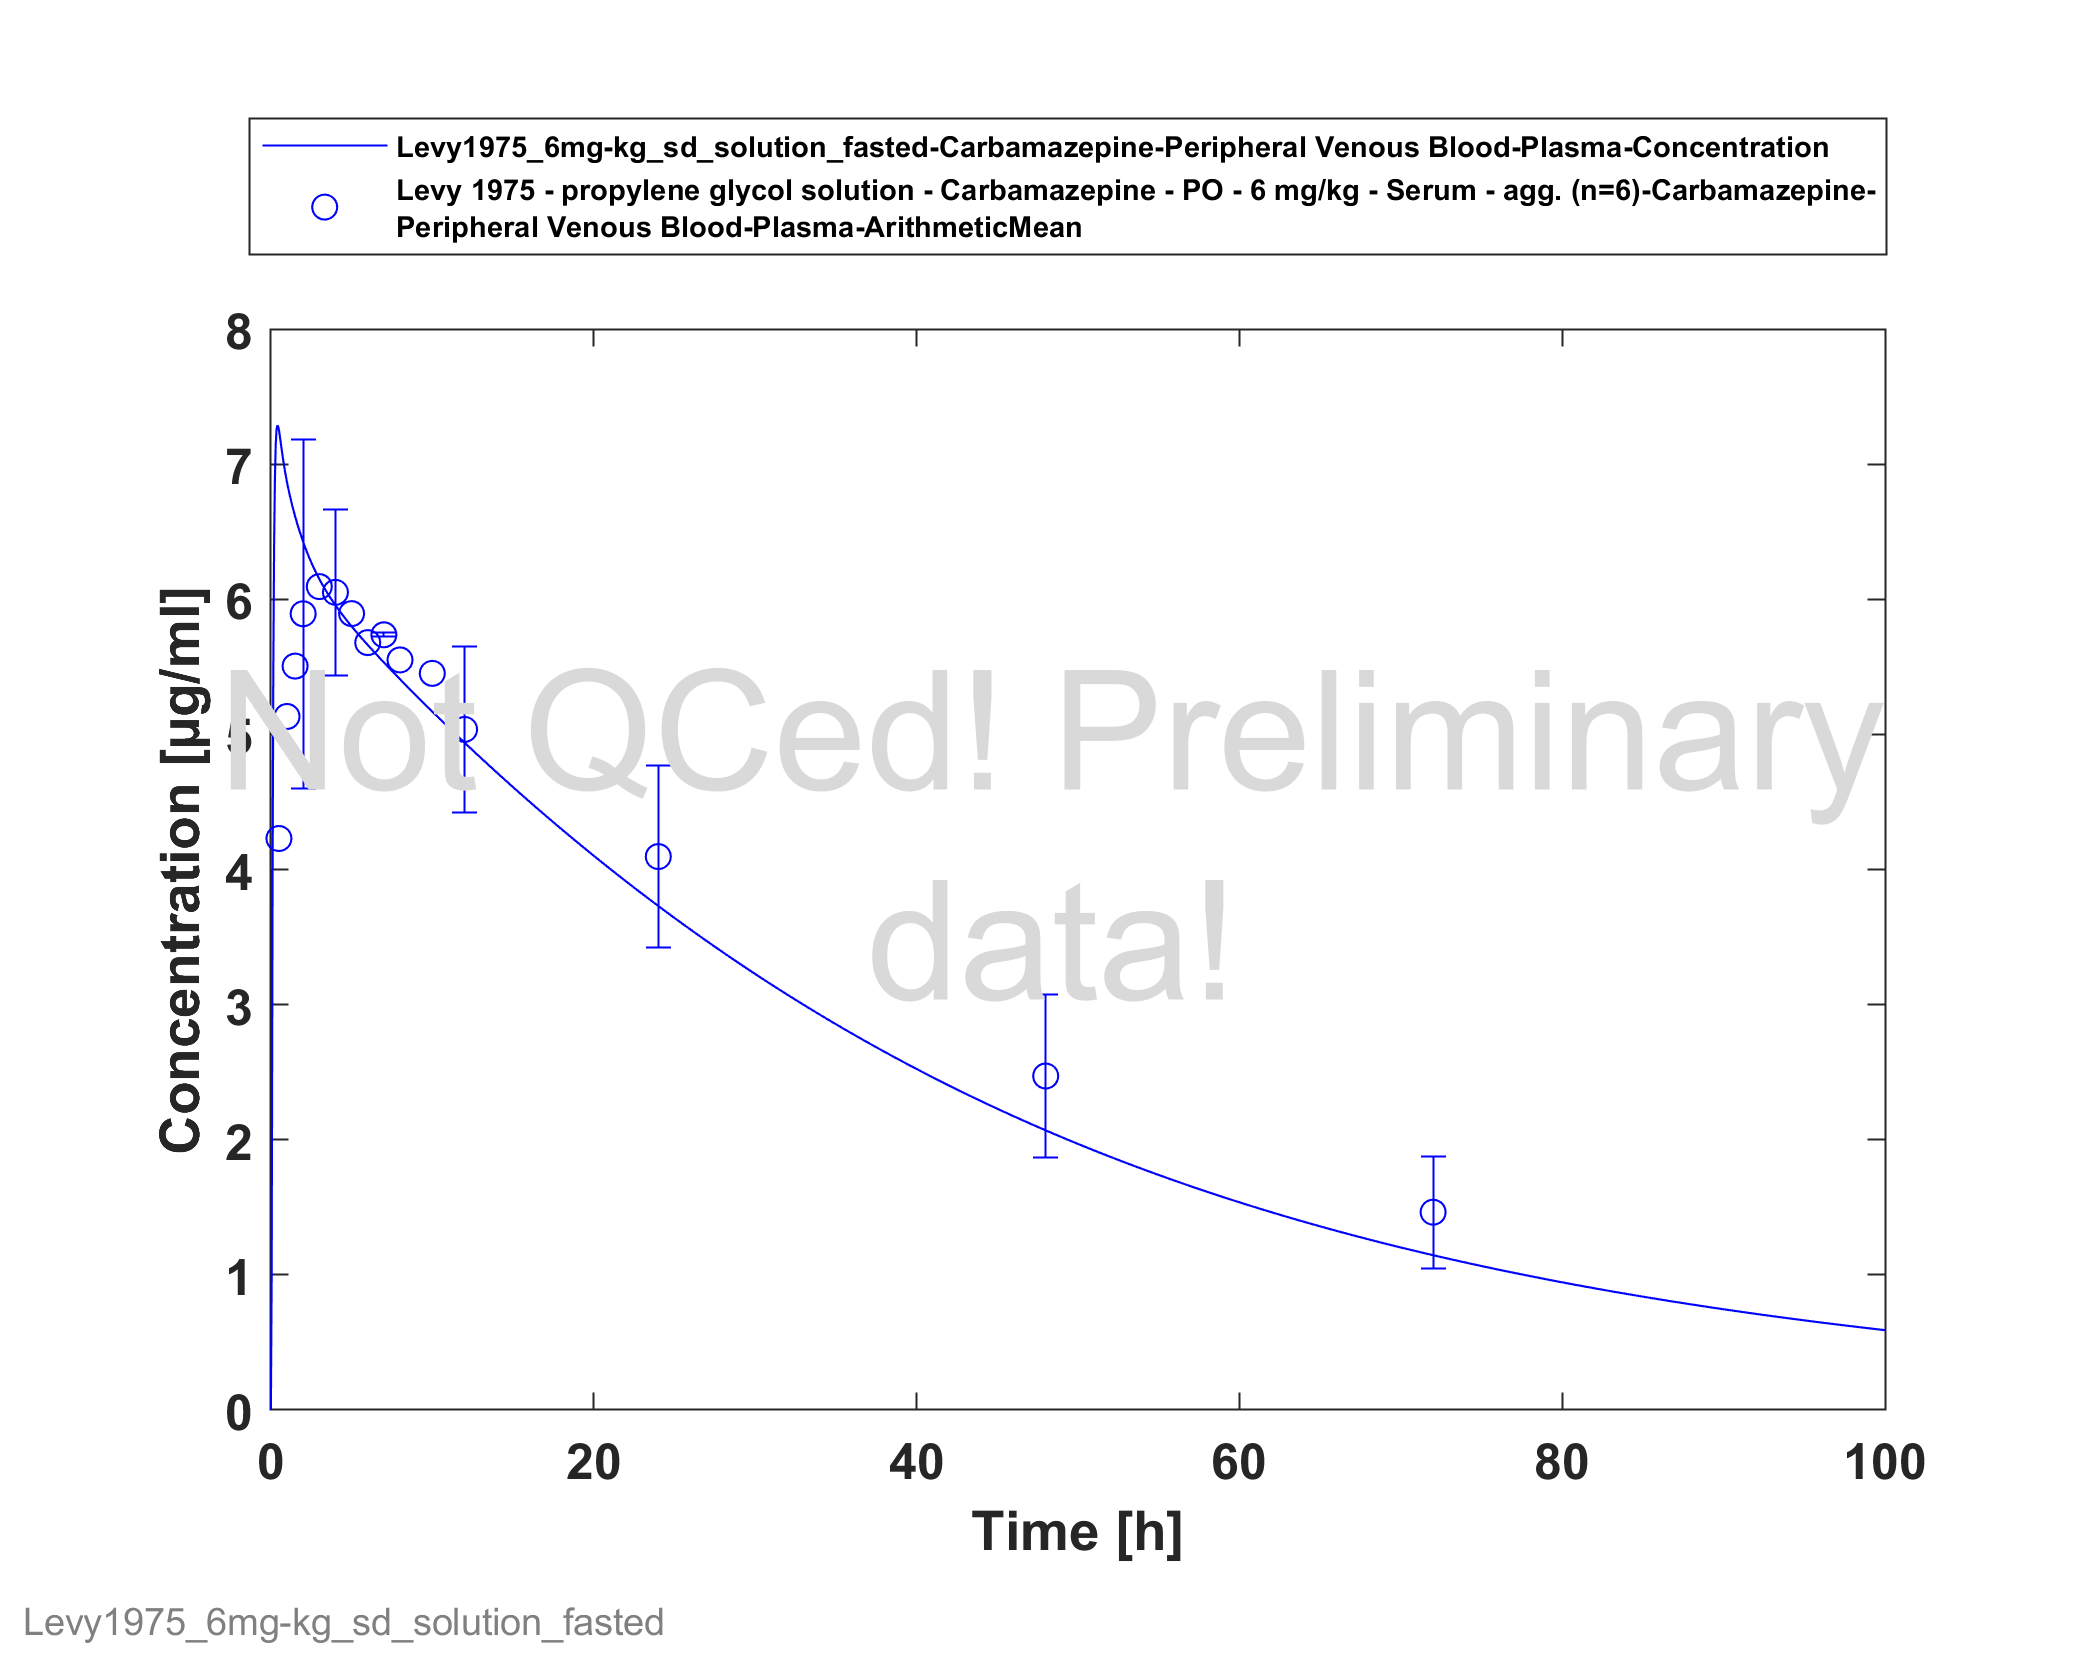 Levy1975_6mg-kg_sd_solution_fasted-Carbamazepine-Peripheral Venous Blood-Plasma-Concentration
Levy 1975 - propylene glycol solution - Carbamazepine - PO - 6 mg/kg - Serum - agg. (n=6)-Carbamazepine-
Peripheral Venous Blood-Plasma-ArithmeticMean
8
7
6
5
4
3
2
1
0
Concentration [µg/ml]
Not QCed! Preliminary
data!
0 20 40 60 80 100
Time [h]
Levy1975_6mg-kg_sd_solution_fasted